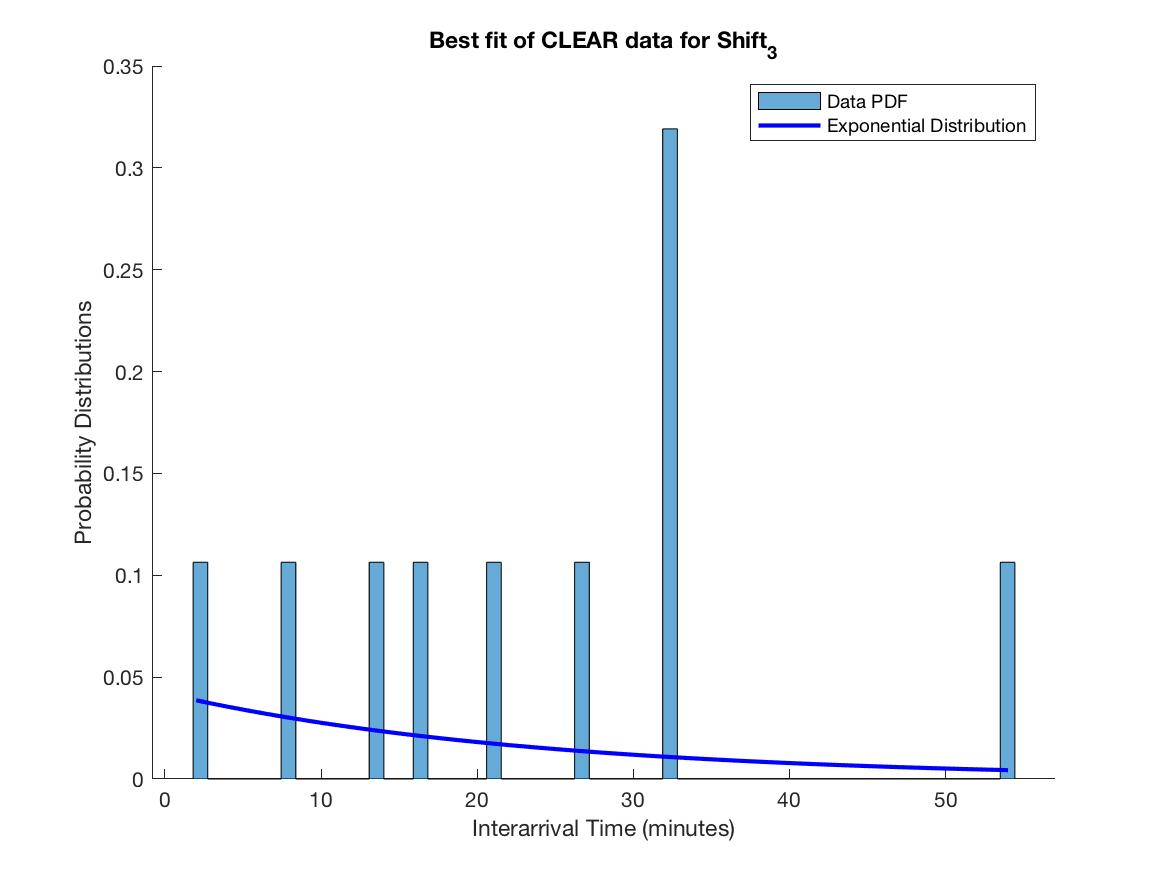 Best fit of CLEAR data for Shift₃
Data PDF
Exponential Distribution
Probability Distributions
0.35
0.3
0.25
0.2
0.15
0.1
0.05
0
0 10 20 30 40 50
Interarrival Time (minutes)